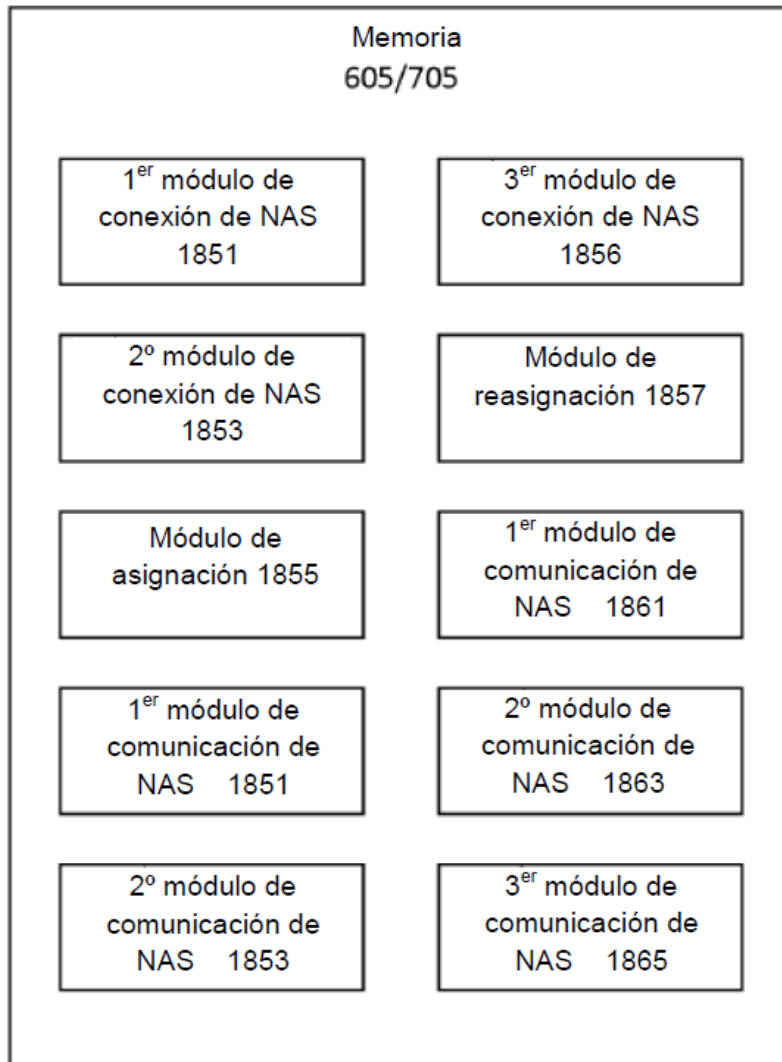 Memoria
605/705
1er módulo de
conexión de NAS
1851
3er módulo de
conexión de NAS
1856
2º módulo de
conexión de NAS
1853
Módulo de
reasignación 1857
Módulo de
asignación 1855
1er módulo de
comunicación de
NAS 1861
1er módulo de
comunicación de
NAS 1851
2º módulo de
comunicación de
NAS 1863
2º módulo de
comunicación de
NAS 1853
3er módulo de
comunicación de
NAS 1865